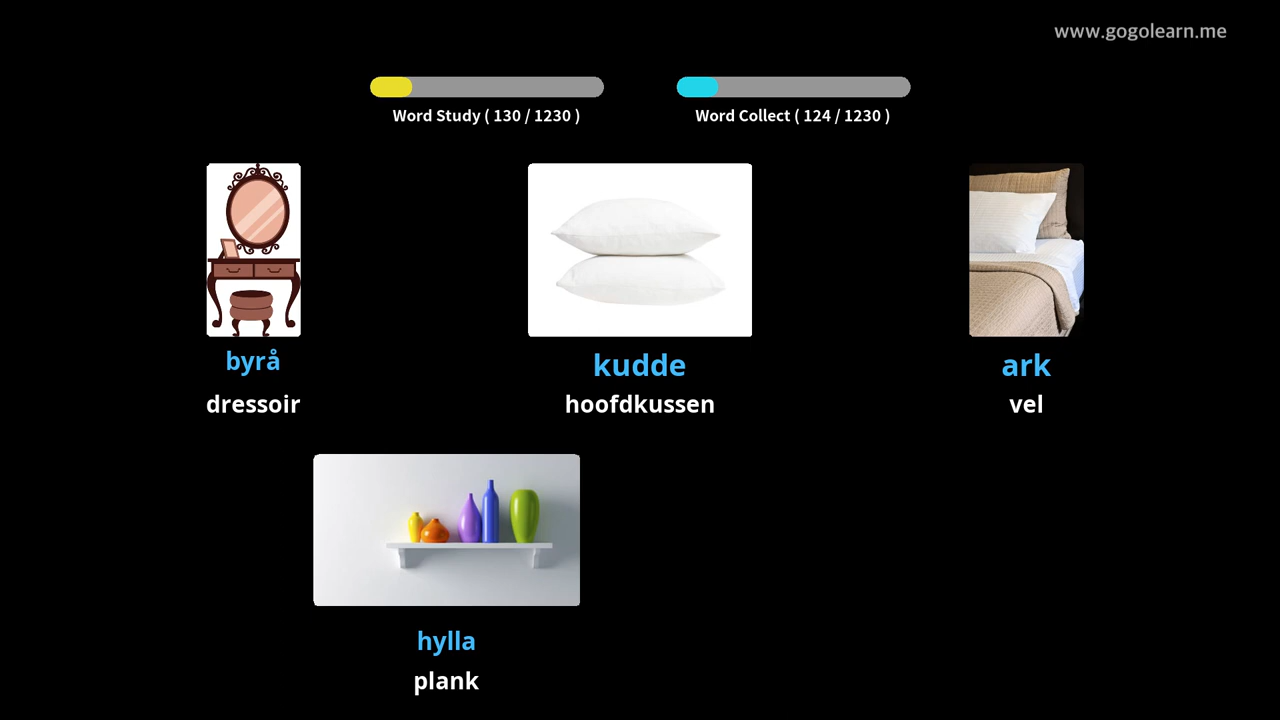 www.gogolearn.me
Word Study ( 130 / 1230 )
Word Collect ( 124 / 1230 )
byrå
dressoir
kudde
hoofdkussen
ark
vel
hylla
plank